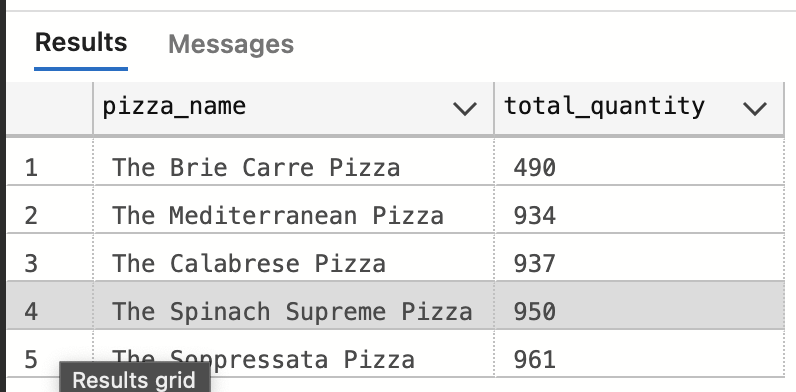 Results Messages
pizza_name total_quantity
1 The Brie Carre Pizza 490
2 The Mediterranean Pizza 934
3 The Calabrese Pizza 937
4 The Spinach Supreme Pizza 950
5 The Soppressata Pizza 961
Results grid